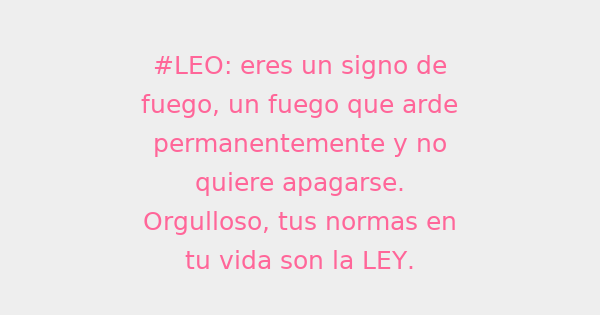 #LEO: eres un signo de
fuego, un fuego que arde
permanentemente y no
quiere apagarse.
Orgulloso, tus normas en
tu vida son la LEY.